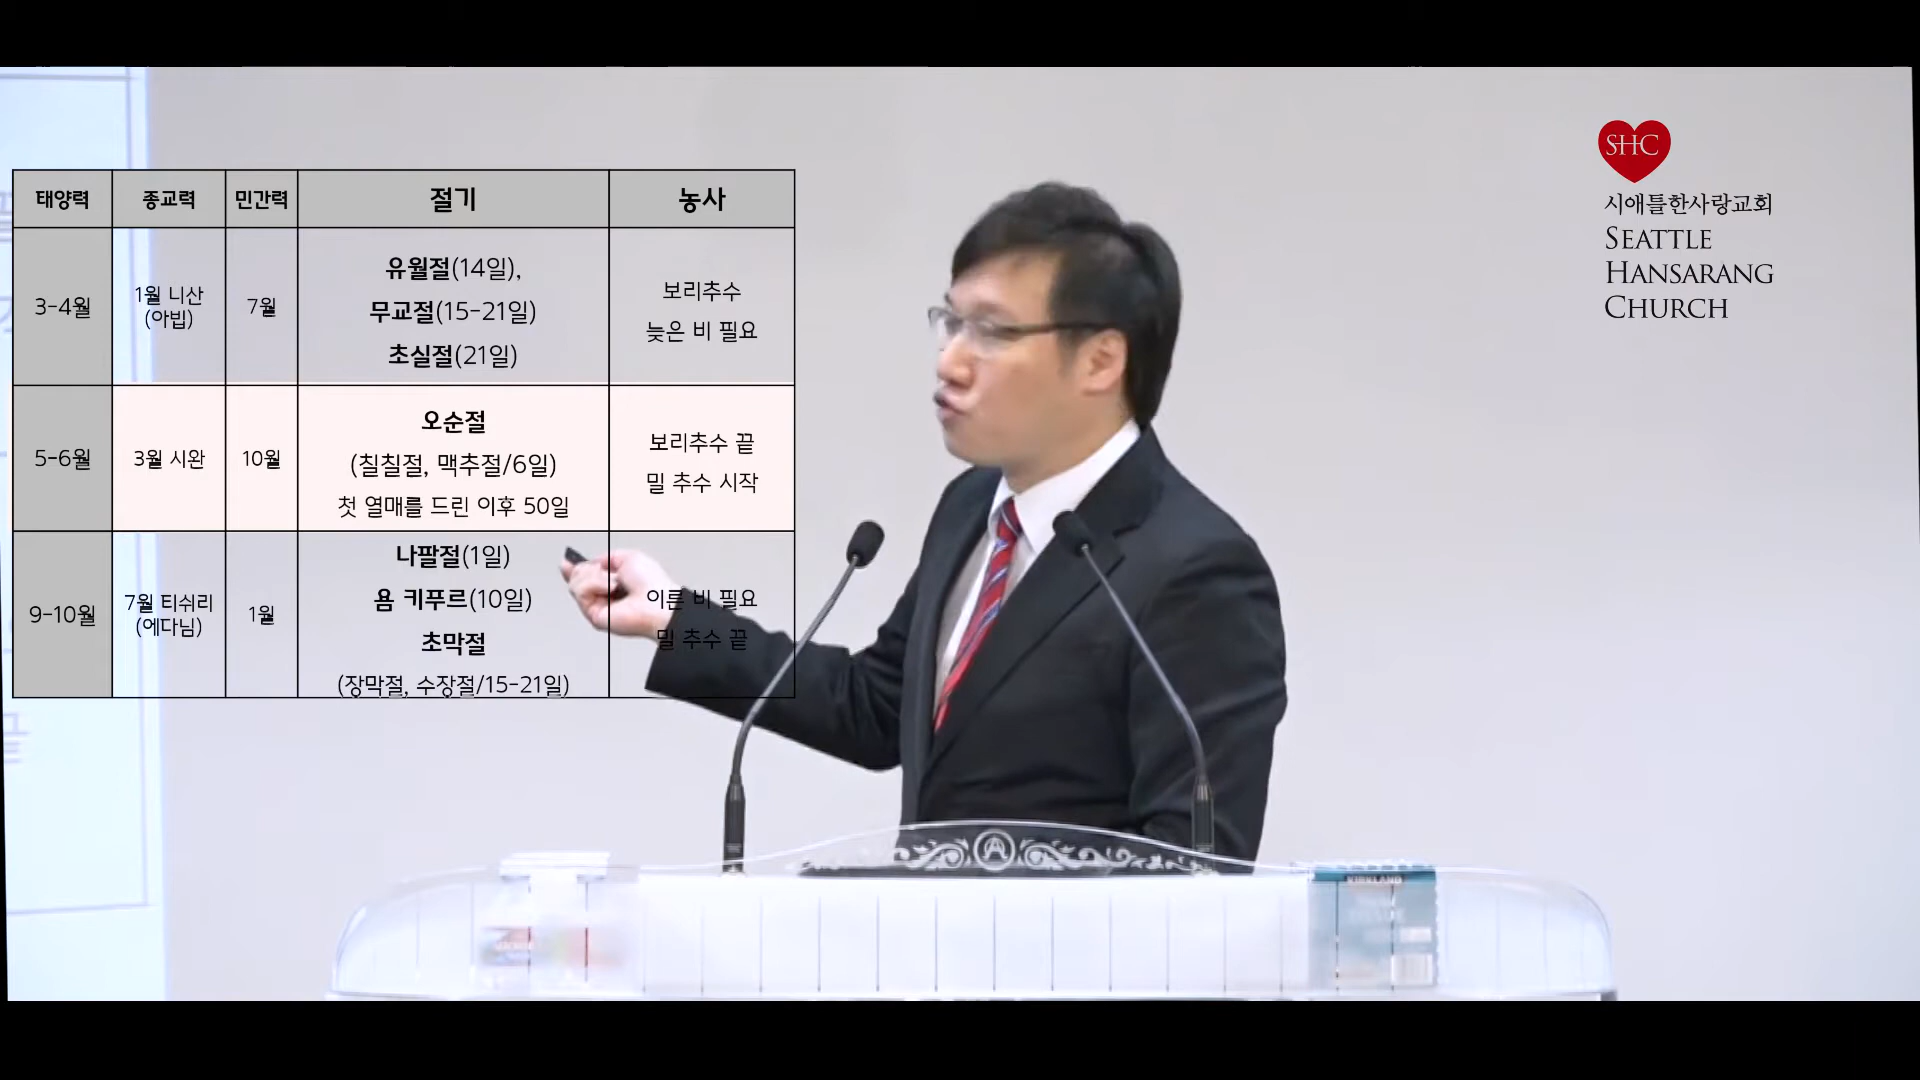 태양력 종교력 민간력 절기 농사
3-4월
1월 니산
(아빕)
7월
유월절(14일),
무교절(15-21일)
초실절(21일)
보리추수
늦은 비 필요
5-6월
3월 시완
10월
오순절
(칠칠절, 맥추절/6일)
첫 열매를 드린 이후 50일
보리추수 끝
밀 추수 시작
9-10월
7월 티쉬리
(에다님)
1월
나팔절(1일)
욤 키푸르(10일)
초막절
(장막절, 수장절/15-21일)
이른 비 필요
밀 추수 끝
SHC
시애틀한사랑교회
SEATTLE
HANSARANG
CHURCH
KIRKLAND